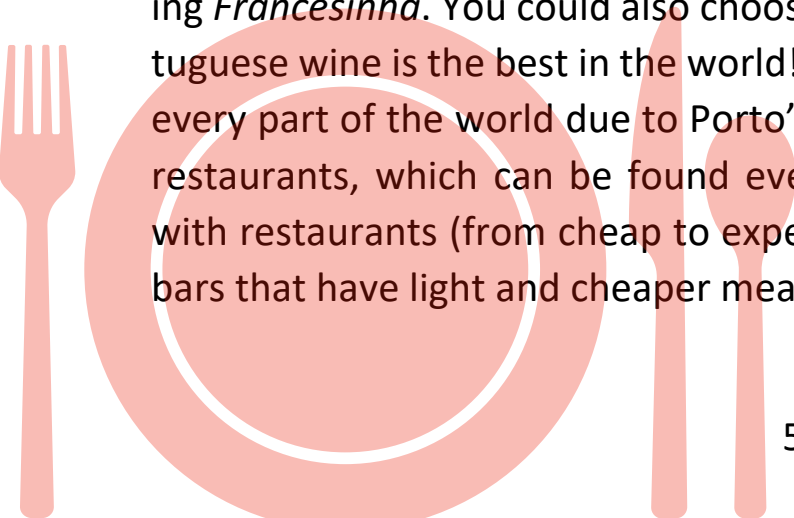 ing Francesinha. You could also choos
tuguese wine is the best in the world!
every part of the world due to Porto’
restaurants, which can be found eve
with restaurants (from cheap to expe
bars that have light and cheaper mea
5